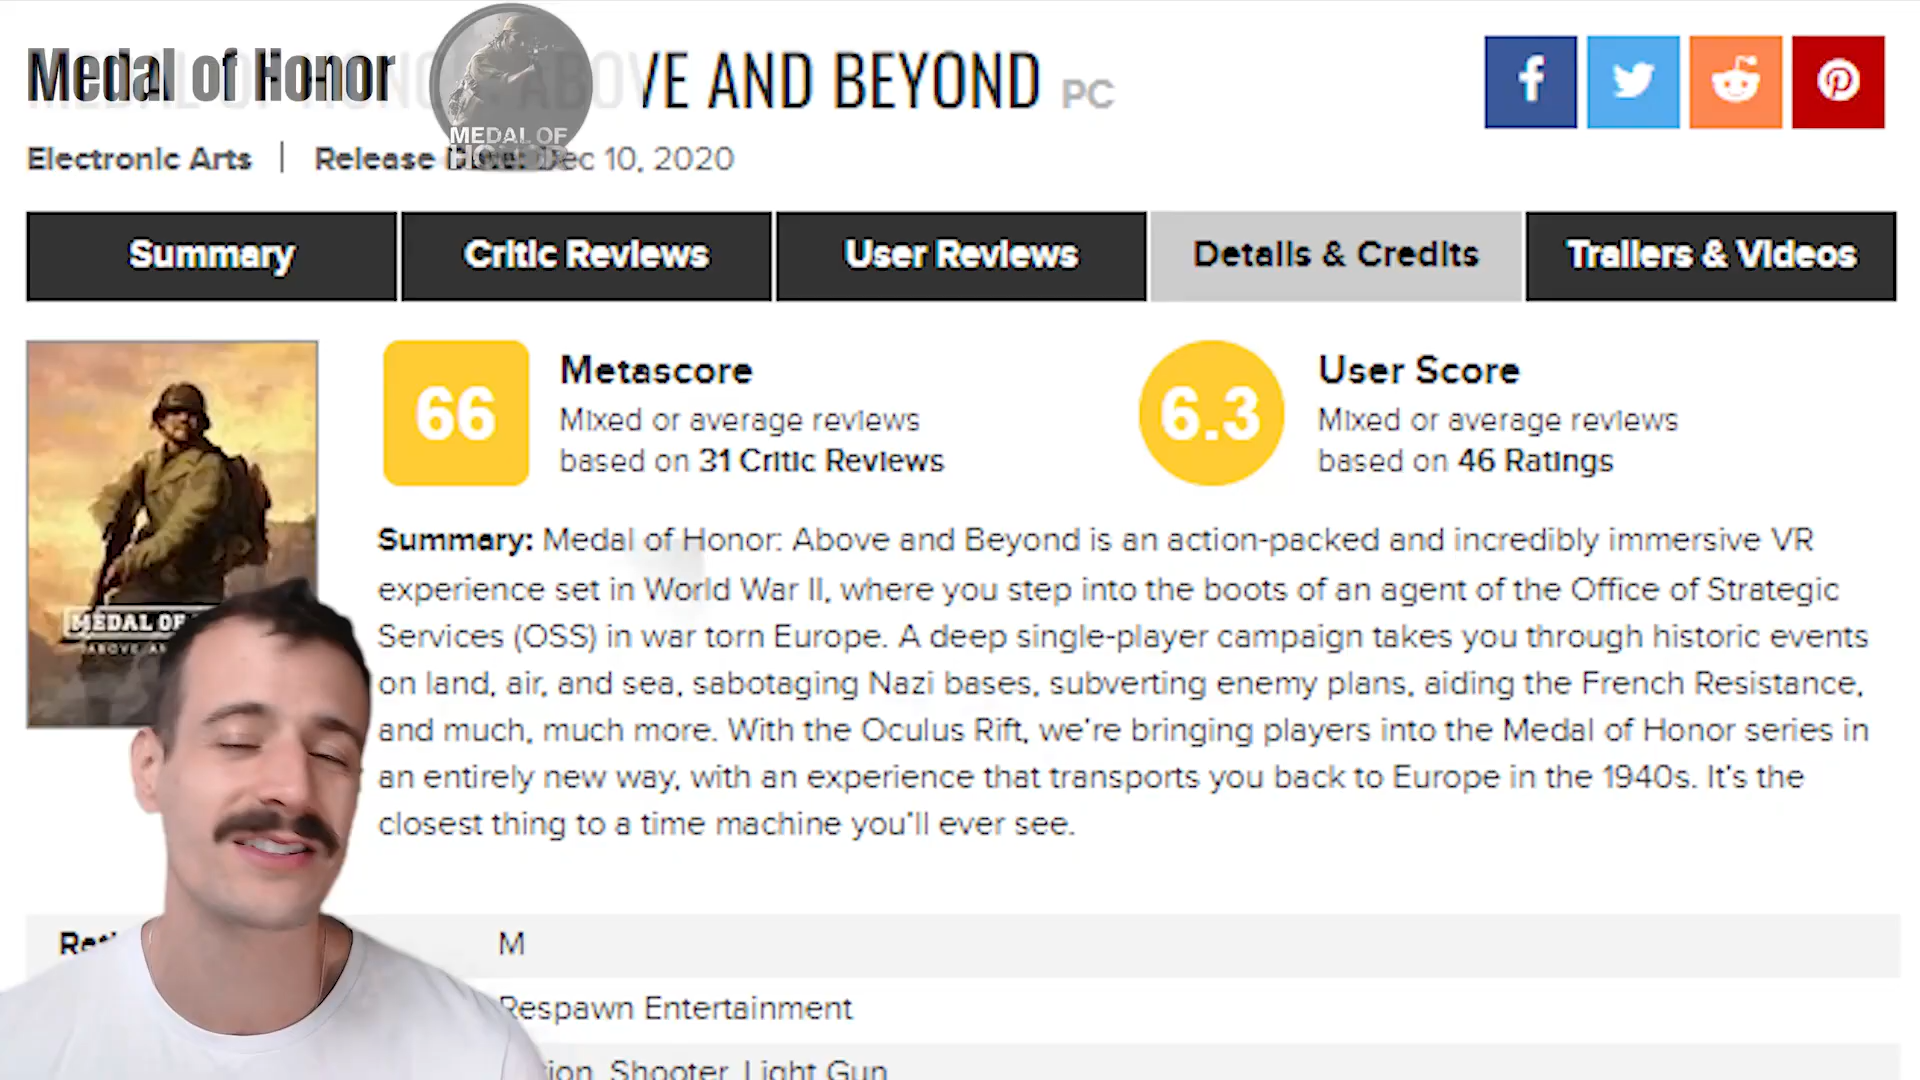 Medal of Honor
VE AND BEYOND PC
MEDAL OF
HONOR
Electronic Arts | Release Dec 10, 2020
Summary
Critic Reviews
User Reviews
Details & Credits
Trailers & Videos
66
Metascore
Mixed or average reviews
based on 31 Critic Reviews
6.3
User Score
Mixed or average reviews
based on 46 Ratings
MEDAL OF
Summary: Medal of Honor: Above and Beyond is an action-packed and incredibly immersive VR
experience set in World War II, where you step into the boots of an agent of the Office of Strategic
Services (OSS) in war torn Europe. A deep single-player campaign takes you through historic events
on land, air, and sea, sabotaging Nazi bases, subverting enemy plans, aiding the French Resistance,
and much, much more. With the Oculus Rift, we're bringing players into the Medal of Honor series in
an entirely new way, with an experience that transports you back to Europe in the 1940s. It's the
closest thing to a time machine you'll ever see.
M
Respawn Entertainment
Shooter, Light Gun